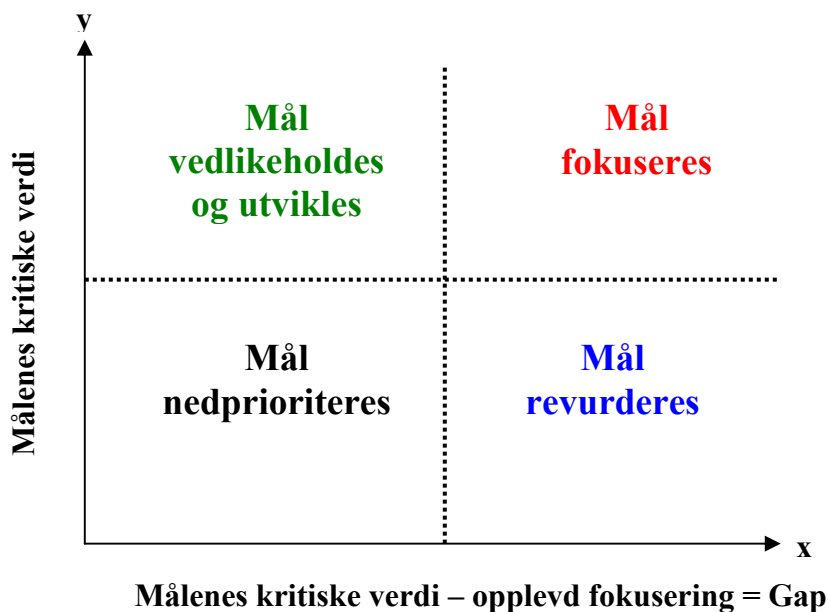 y
Mål
vedlikeholdes
og utvikles
Mål
fokuseres
Målenes kritiske verdi
Mål
nedprioriteres
Mål
revurderes
x
Målenes kritiske verdi – opplevd fokusering = Gap